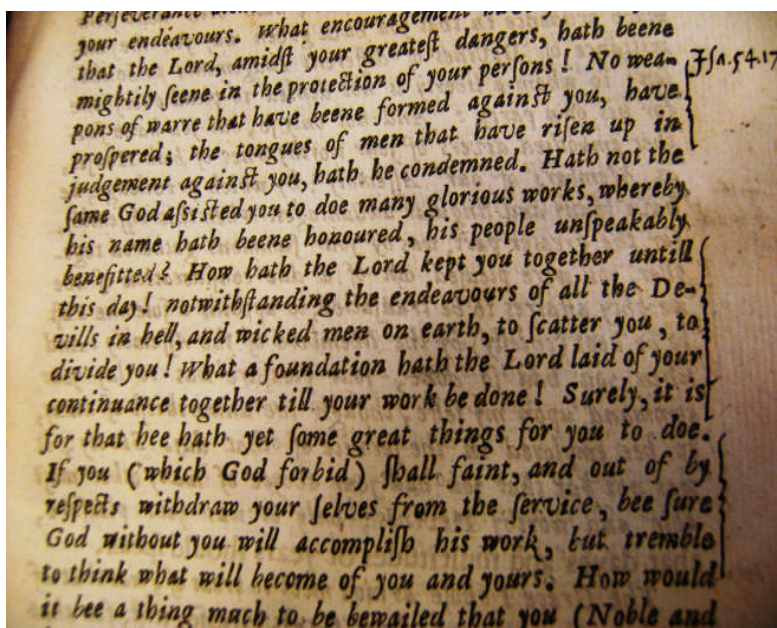 Perseverance
your endeavours. What encouragement have
that the Lord, amidſt your greateſt dangers, hath beene
mightily ſeene in the protection of your perſons! No wea-
Iſa.54.17
pons of warre that have beene formed againſt you, have
proſpered; the tongues of men that have riſen up in
judgement againſt you, hath he condemned. Hath not the
ſame God aſsiſted you to doe many glorious works, whereby
his name hath beene honoured, his people unſpeakably
benefitted? How hath the Lord kept you together untill
this day! notwithſtanding the endeavours of all the De-
vills in hell, and wicked men on earth, to ſcatter you, to
divide you! What a foundation hath the Lord laid of your
continuance together till your work be done! Surely, it is
for that hee hath yet ſome great things for you to doe.
If you (which God forbid) ſhall faint, and out of by
reſpects withdraw your ſelves from the ſervice, bee ſure
God without you will accompliſh his work, but tremble
to think what will become of you and yours. How would
it bee a thing much to be bewailed that you (Noble and